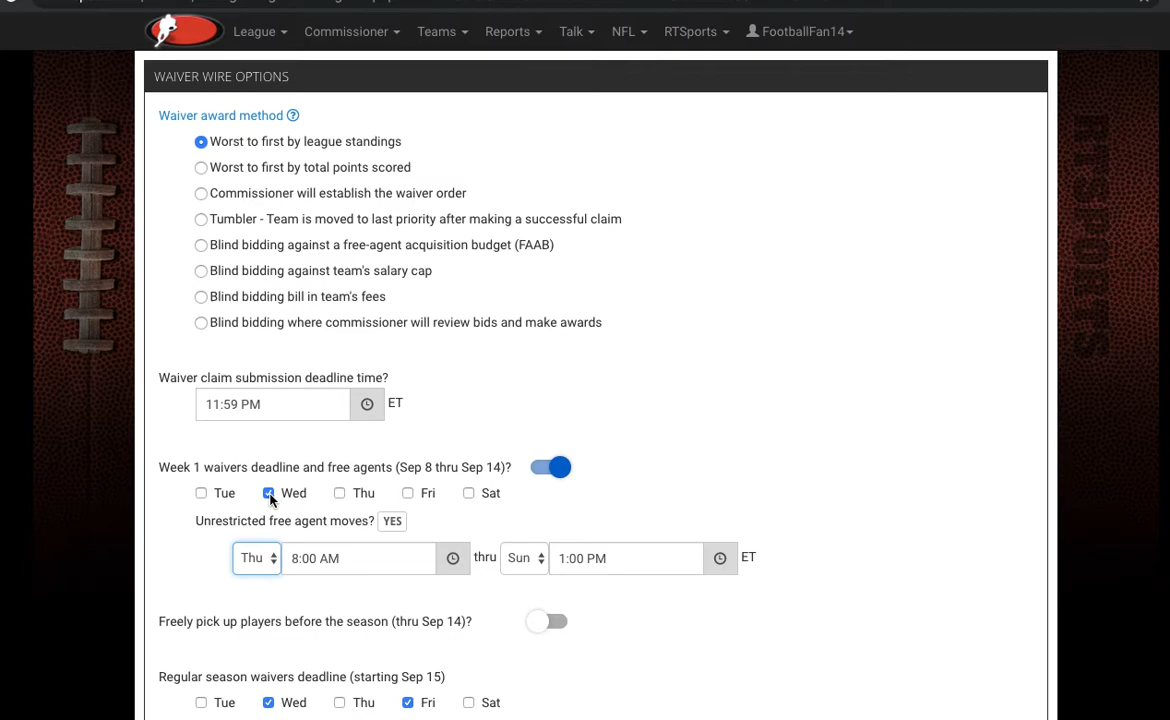 League Commissioner Teams Reports Talk NFL RTSports FootballFan14
WAIVER WIRE OPTIONS
Waiver award method ?
Worst to first by league standings
Worst to first by total points scored
Commissioner will establish the waiver order
Tumbler - Team is moved to last priority after making a successful claim
Blind bidding against a free-agent acquisition budget (FAAB)
Blind bidding against team's salary cap
Blind bidding bill in team's fees
Blind bidding where commissioner will review bids and make awards
Waiver claim submission deadline time?
11:59 PM ET
Week 1 waivers deadline and free agents (Sep 8 thru Sep 14)?
Tue Wed Thu Fri Sat
Unrestricted free agent moves? YES
Thu 8:00 AM thru Sun 1:00 PM ET
Freely pick up players before the season (thru Sep 14)?
Regular season waivers deadline (starting Sep 15)
Tue Wed Thu Fri Sat
RTSPORTS